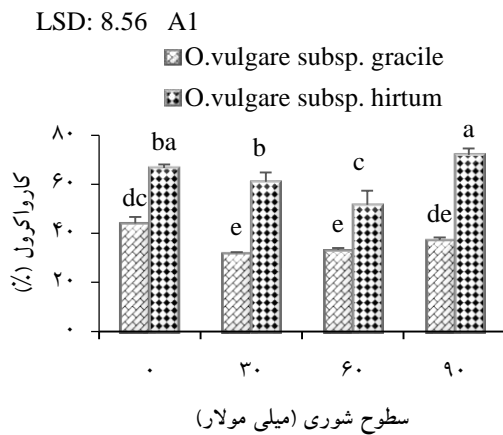 LSD: 8.56 A1
O.vulgare subsp. gracile
O.vulgare subsp. hirtum
کارواکرول (%)
۸۰
۶۰
۴۰
۲۰
۰
dc ba e b e c de a
۰ ۳۰ ۶۰ ۹۰
سطوح شوری (میلی مولار)